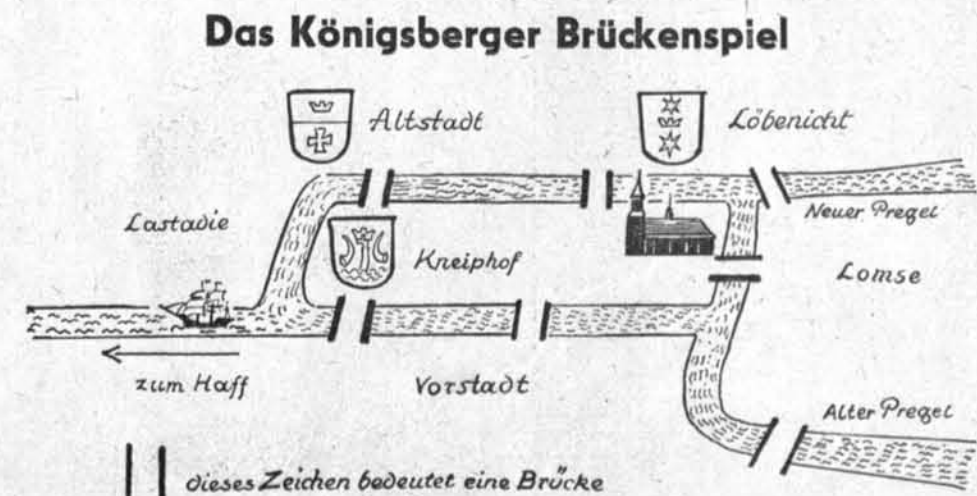 Das Königsberger Brückenspiel
Altstadt
Löbenicht
Lastadie
Neuer Pregel
Kneiphof
Lomse
zum Haff
Vorstadt
Alter Pregel
dieses Zeichen bedeutet eine Brücke